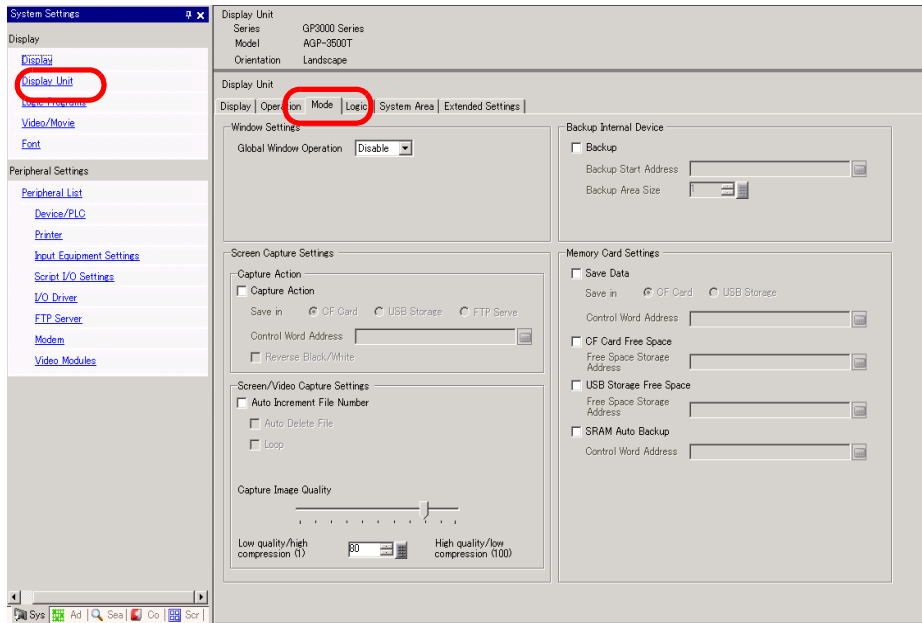 System Settings
Display
Display
Display Unit
Logic Programs
Video/Movie
Font
Peripheral Settings
Peripheral List
Device/PLC
Printer
Input Equipment Settings
Script I/O Settings
I/O Driver
FTP Server
Modem
Video Modules
Sys Ad Sea Co Scr
Display Unit
Series GP3000 Series
Model AGP-3500T
Orientation Landscape
Display Unit
Display Operation Mode Logic System Area Extended Settings
Window Settings
Global Window Operation Disable
Screen Capture Settings
Capture Action
Capture Action
Save in CF Card USB Storage FTP Serve
Control Word Address
Reverse Black/White
Screen/Video Capture Settings
Auto Increment File Number
Auto Delete File
Loop
Capture Image Quality
Low quality/high
compression (1)
80
High quality/low
compression (100)
Backup Internal Device
Backup
Backup Start Address
Backup Area Size
Memory Card Settings
Save Data
Save in CF Card USB Storage
Control Word Address
CF Card Free Space
Free Space Storage
Address
USB Storage Free Space
Free Space Storage
Address
SRAM Auto Backup
Control Word Address